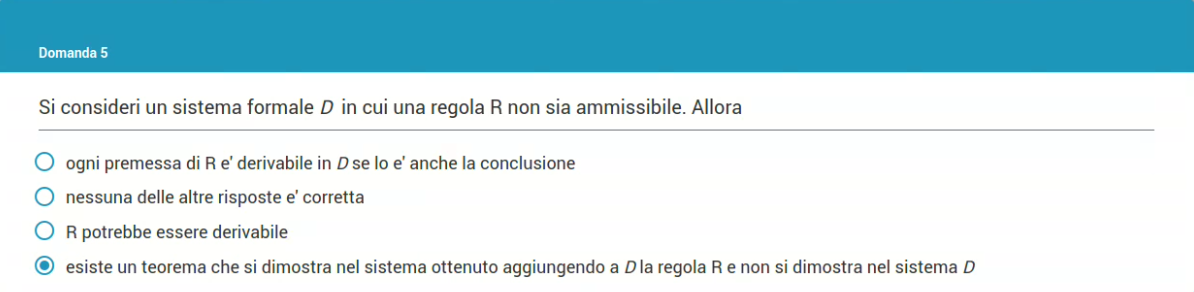 Domanda 5
Si consideri un sistema formale D in cui una regola R non sia ammissibile. Allora
ogni premessa di R e' derivabile in D se lo e' anche la conclusione
nessuna delle altre risposte e' corretta
R potrebbe essere derivabile
esiste un teorema che si dimostra nel sistema ottenuto aggiungendo a D la regola R e non si dimostra nel sistema D